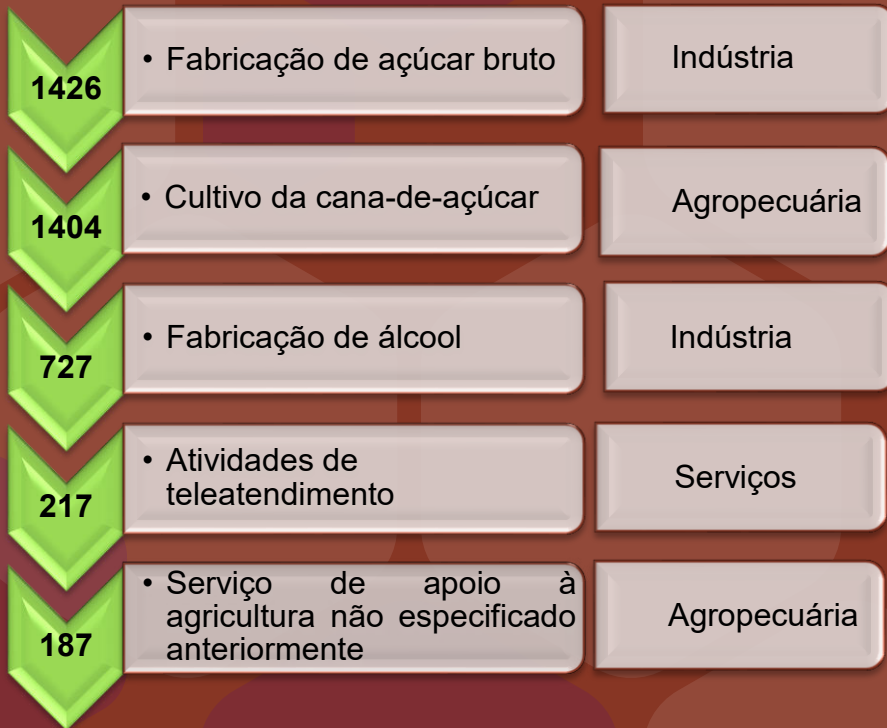 1426
• Fabricação de açúcar bruto
Indústria
1404
• Cultivo da cana-de-açúcar
Agropecuária
727
• Fabricação de álcool
Indústria
217
• Atividades de
teleatendimento
Serviços
187
• Serviço de apoio à
agricultura não especificado
anteriormente
Agropecuária